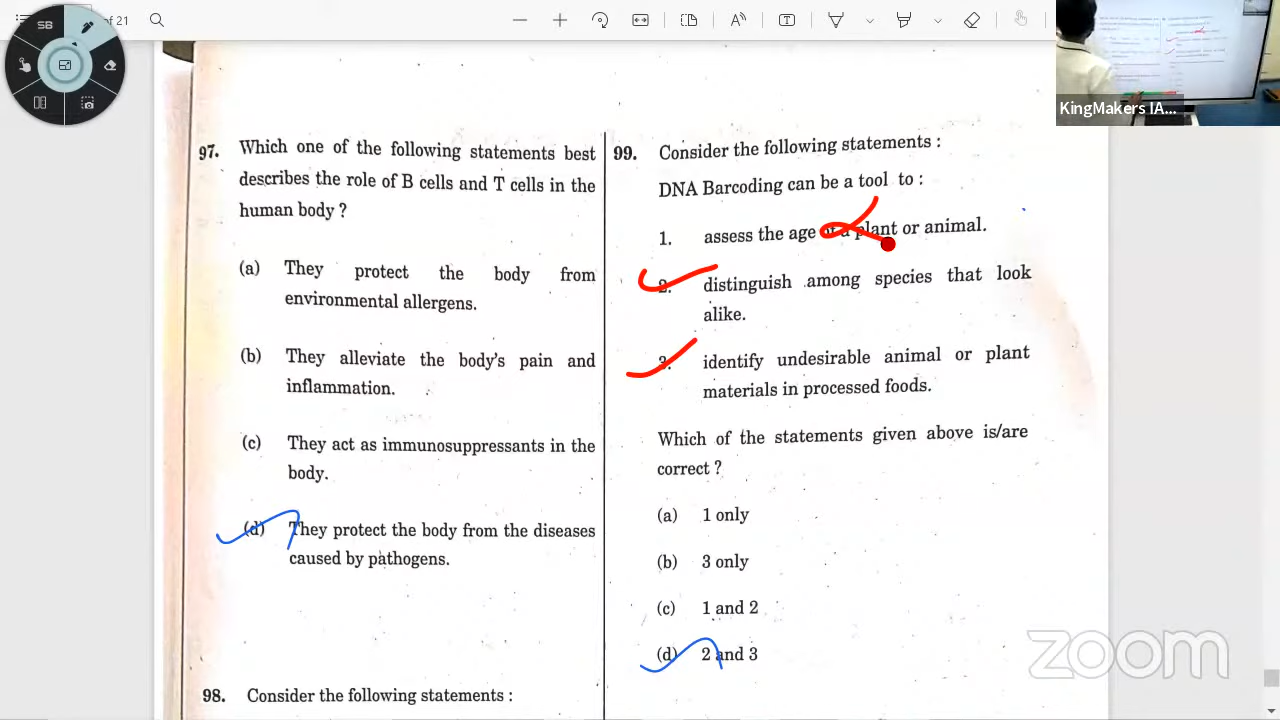 SB
of 21
KingMakers IA...
97. Which one of the following statements best
describes the role of B cells and T cells in the
human body ?
(a) They protect the body from
environmental allergens.
(b) They alleviate the body's pain and
inflammation.
(c) They act as immunosuppressants in the
body.
(d) They protect the body from the diseases
caused by pathogens.
98. Consider the following statements :
99. Consider the following statements :
DNA Barcoding can be a tool to :
1. assess the age of a plant or animal.
2. distinguish among species that look
alike.
3. identify undesirable animal or plant
materials in processed foods.
Which of the statements given above is/are
correct ?
(a) 1 only
(b) 3 only
(c) 1 and 2
(d) 2 and 3
zoom